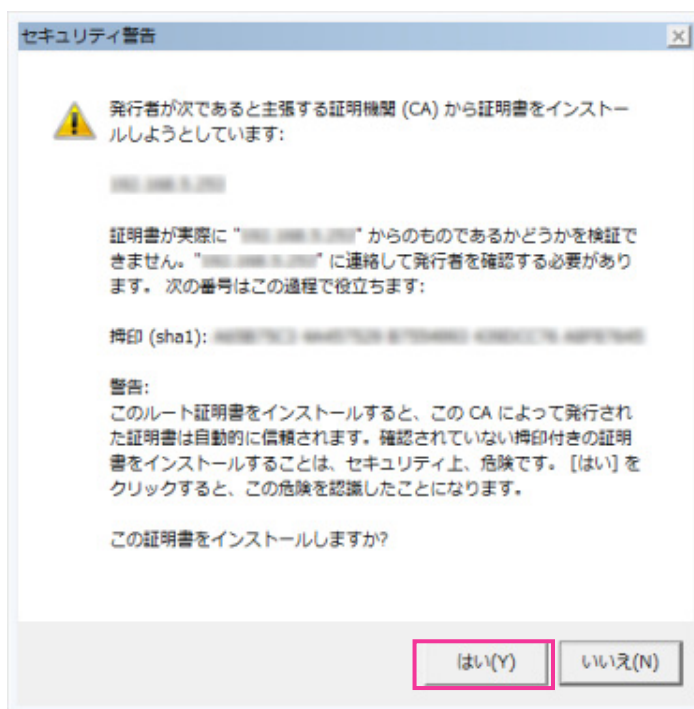 セキュリティ警告
発行者が次であると主張する証明機関 (CA) から証明書をインストー
ルしようとしています:
証明書が実際に "" からのものであるかどうかを検証で
きません。"" に連絡して発行者を確認する必要があり
ます。 次の番号はこの過程で役立ちます:
拇印 (sha1):
警告:
このルート証明書をインストールすると、この CA によって発行され
た証明書は自動的に信頼されます。確認されていない拇印付きの証明
書をインストールすることは、セキュリティ上、危険です。 [はい] を
クリックすると、この危険を認識したことになります。
この証明書をインストールしますか?
はい(Y)
いいえ(N)